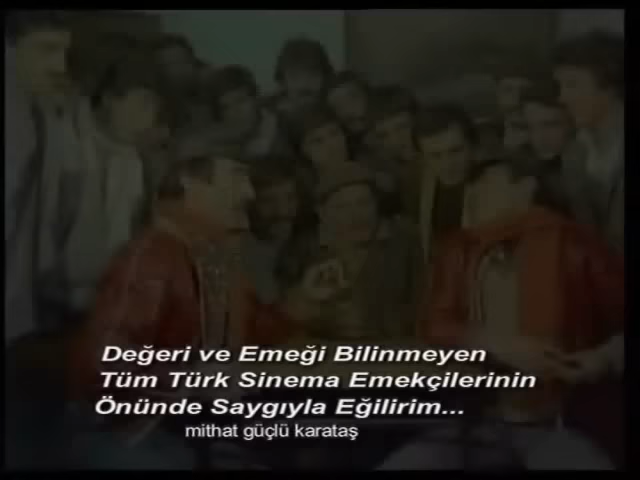 Değeri ve Emeği Bilinmeyen
Tüm Türk Sinema Emekçilerinin
Önünde Saygıyla Eğilirim...
mithat güçlü karataş